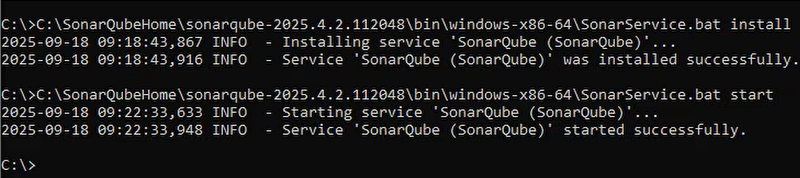 C:\>C:\SonarQubeHome\sonarqube-2025.4.2.112048\bin\windows-x86-64\SonarService.bat install
2025-09-18 09:18:43,867 INFO  - Installing service 'SonarQube (SonarQube)'...
2025-09-18 09:18:43,916 INFO  - Service 'SonarQube (SonarQube)' was installed successfully.
C:\>C:\SonarQubeHome\sonarqube-2025.4.2.112048\bin\windows-x86-64\SonarService.bat start
2025-09-18 09:22:33,633 INFO  - Starting service 'SonarQube (SonarQube)'...
2025-09-18 09:22:33,948 INFO  - Service 'SonarQube (SonarQube)' started successfully.
C:\>